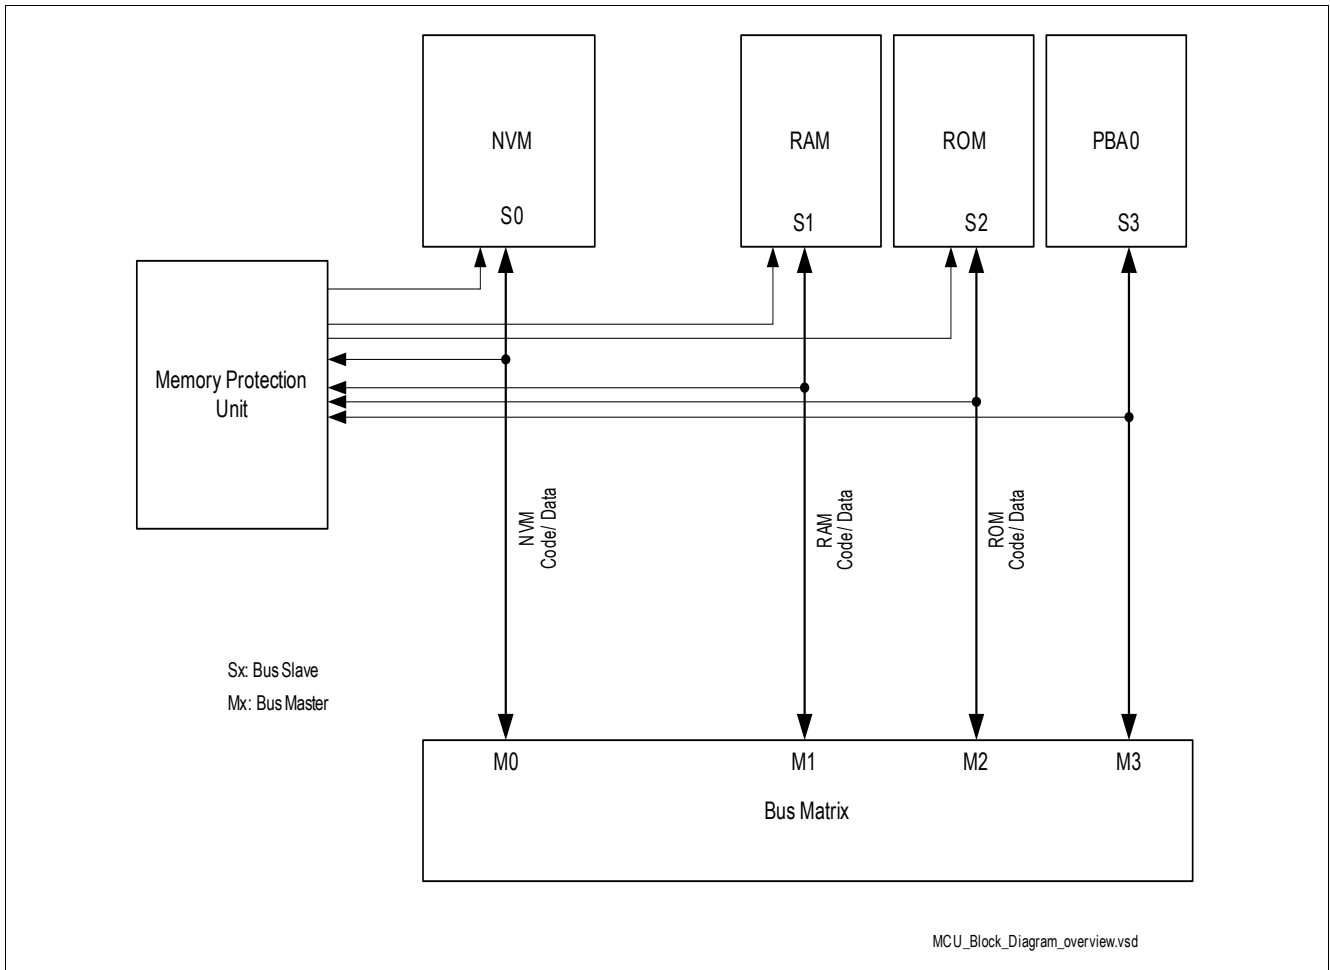 NVM
RAM
ROM
PBA0
S0
S1
S2
S3
Memory Protection
Unit
NVM
Code/ Data
RAM
Code/ Data
ROM
Code/ Data
Sx: Bus Slave
Mx: Bus Master
M0
M1
M2
M3
Bus Matrix
MCU_Block_Diagram_overview.vsd